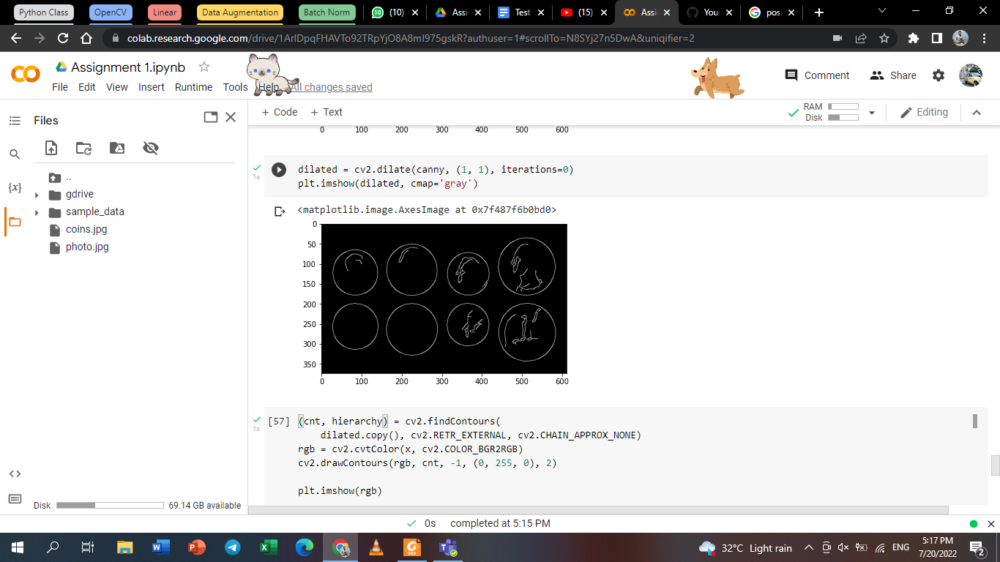 Python Class OpenCV Linear Data Augmentation Batch Norm (10) Assi Test (15) Assi Your posi
colab.research.google.com/drive/1ArIDpqFHAVTo92TRpYjO8A8mI975gskR?authuser=1#scrollTo=N8SYj27n5DwA&uniqifier=2
Assignment 1.ipynb
File Edit View Insert Runtime Tools Help All changes saved
Comment Share
Files
+ Code + Text
RAM
Disk
Editing
0 100 200 300 400 500 600
..
gdrive
sample_data
coins.jpg
photo.jpg
{x}
1s
dilated = cv2.dilate(canny, (1, 1), iterations=0)
plt.imshow(dilated, cmap='gray')
<matplotlib.image.AxesImage at 0x7f487f6b0bd0>
0
50
100
150
200
250
300
350
0 100 200 300 400 500 600
1s
[57] (cnt, hierarchy) = cv2.findContours(
dilated.copy(), cv2.RETR_EXTERNAL, cv2.CHAIN_APPROX_NONE)
rgb = cv2.cvtColor(x, cv2.COLOR_BGR2RGB)
cv2.drawContours(rgb, cnt, -1, (0, 255, 0), 2)
plt.imshow(rgb)
Disk 69.14 GB available
0s completed at 5:15 PM
32°C Light rain ENG 5:17 PM
7/20/2022
2